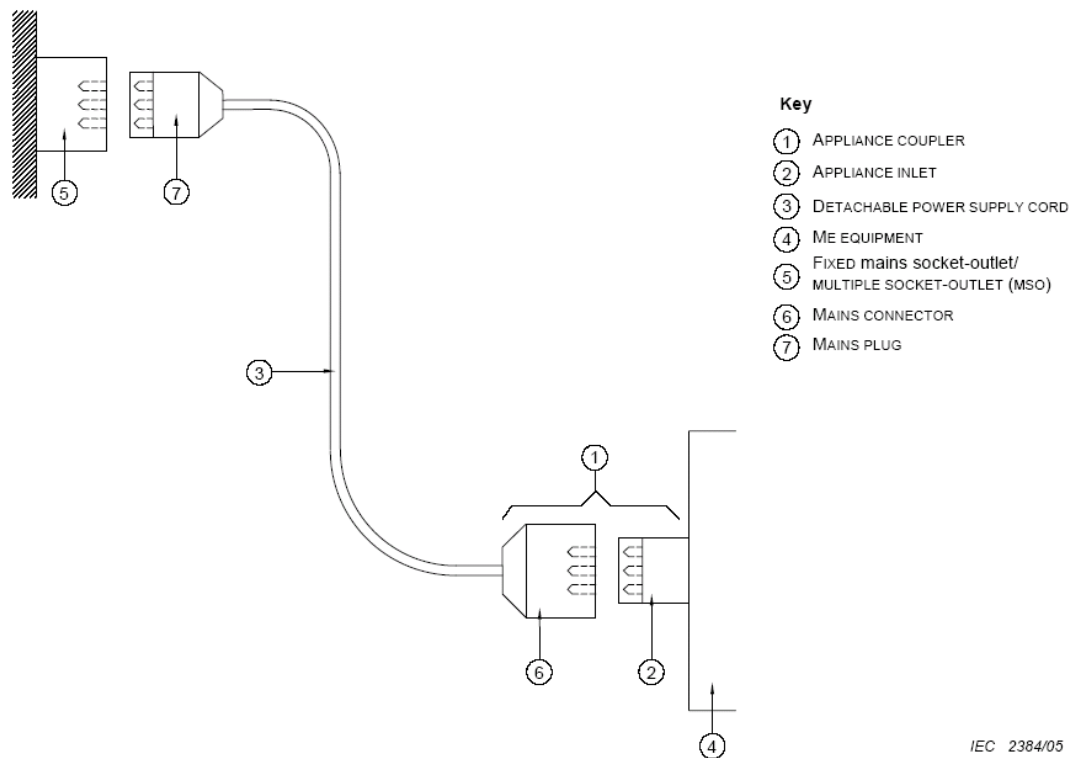 5
7
Key
1 APPLIANCE COUPLER
2 APPLIANCE INLET
3 DETACHABLE POWER SUPPLY CORD
4 ME EQUIPMENT
5 FIXED mains socket-outlet/
MULTIPLE SOCKET-OUTLET (MSO)
6 MAINS CONNECTOR
7 MAINS PLUG
3
1
6
2
4
IEC 2384/05